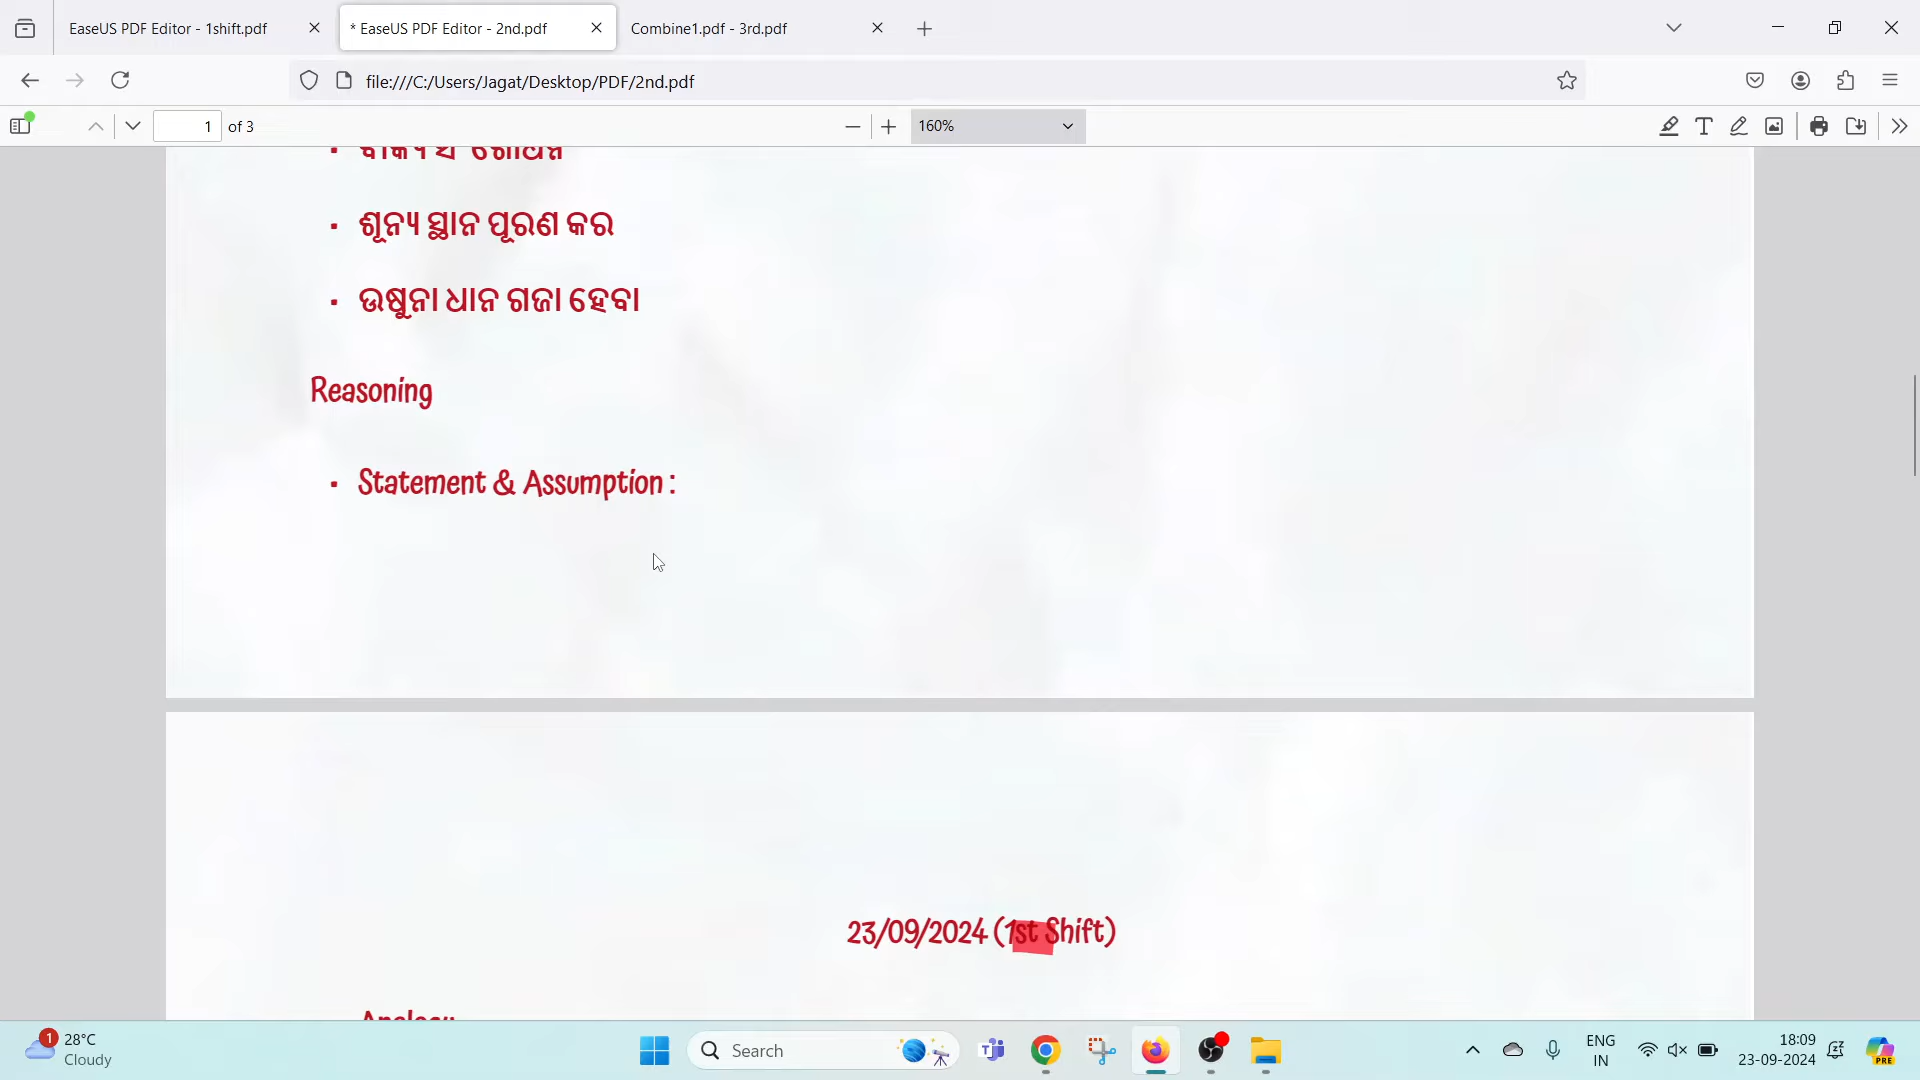 EaseUS PDF Editor - 1shift.pdf
* EaseUS PDF Editor - 2nd.pdf
Combine1.pdf - 3rd.pdf
file:///C:/Users/Jagat/Desktop/PDF/2nd.pdf
1 of 3
160%
ଶୂନ୍ୟ ସ୍ଥାନ ପୂରଣ କର
ଉଷୁନା ଧାନ ଗଜା ହେବା
Reasoning
Statement & Assumption :
23/09/2024 (1st Shift)
1
28°C
Cloudy
Search
PRE
ENG
IN
18:09
23-09-2024